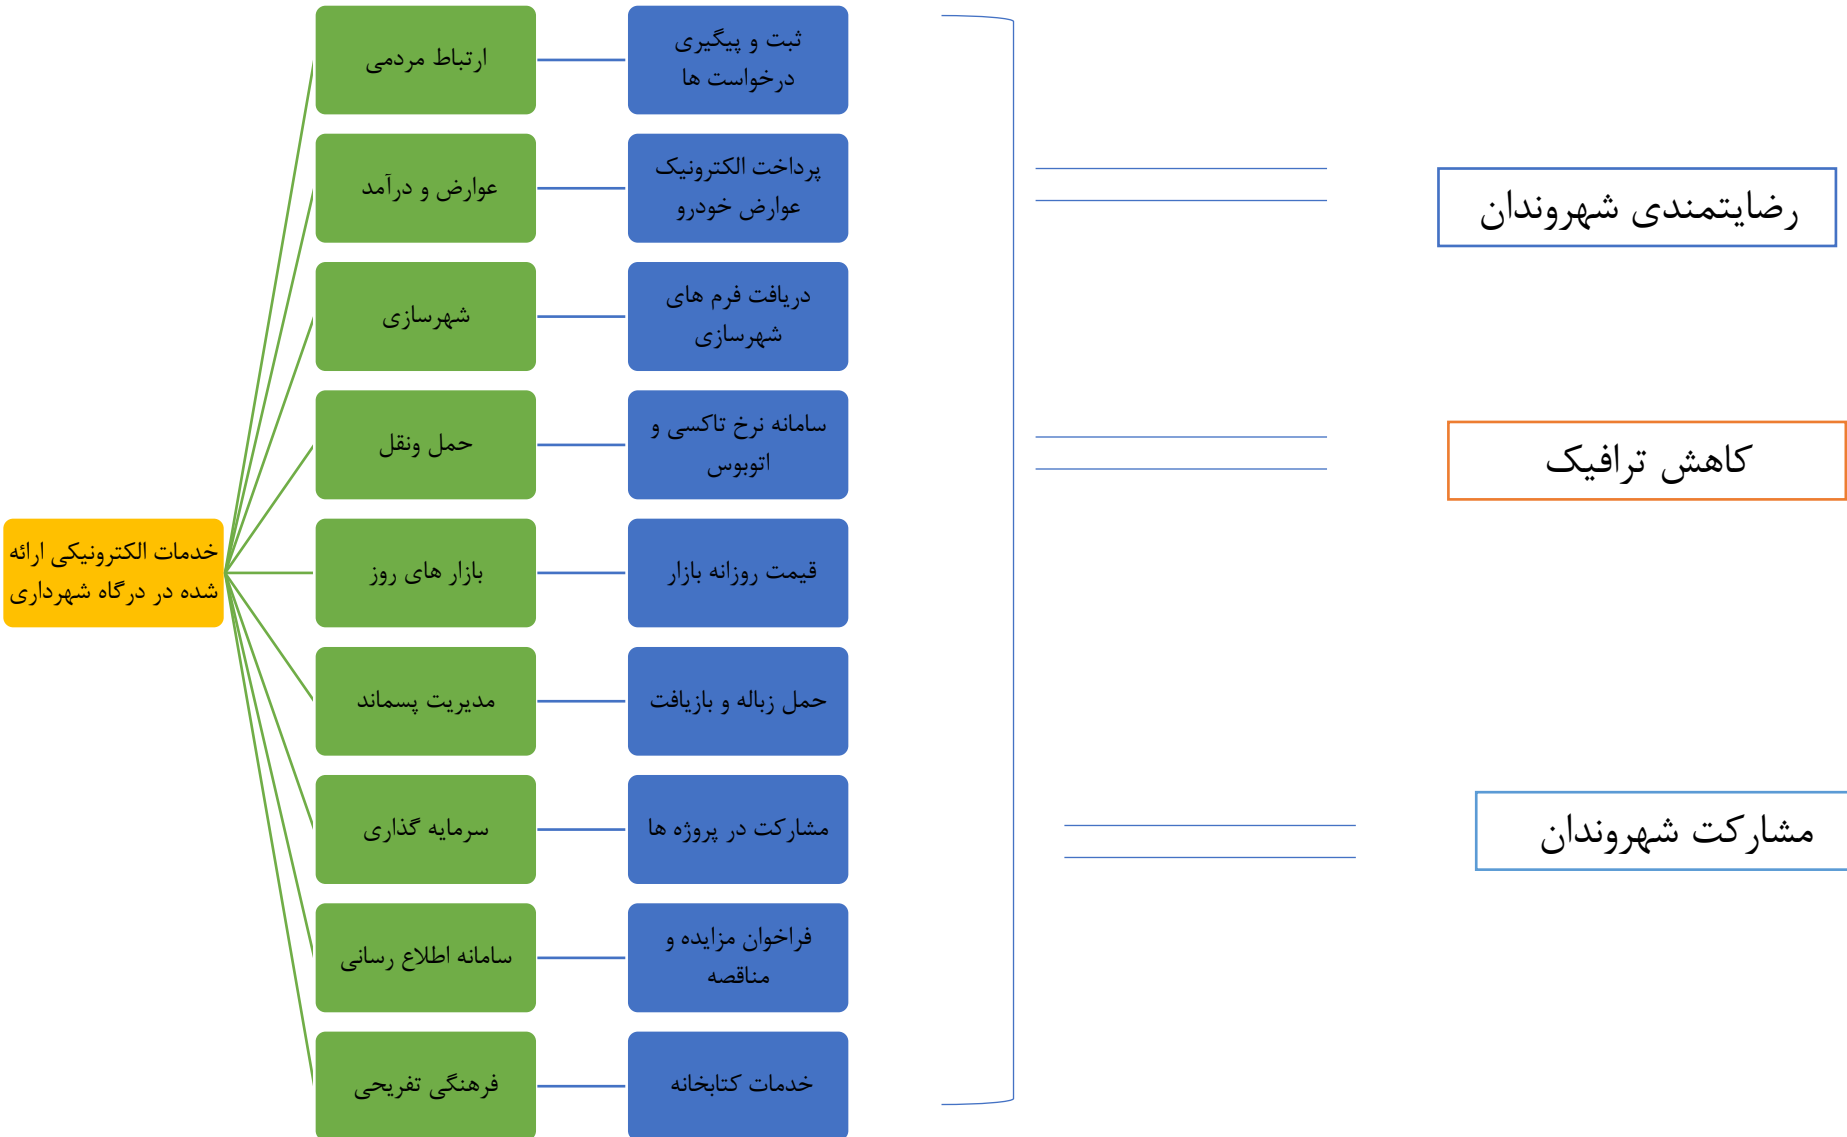 خدمات الکترونیکی ارائه
شده در درگاه شهرداری
ارتباط مردمی
ثبت و پیگیری
درخواست ها
عوارض و درآمد
پرداخت الکترونیک
عوارض خودرو
شهرسازی
دریافت فرم های
شهرسازی
حمل ونقل
سامانه نرخ تاکسی و
اتوبوس
بازار های روز
قیمت روزانه بازار
مدیریت پسماند
حمل زباله و بازیافت
سرمایه گذاری
مشارکت در پروژه ها
سامانه اطلاع رسانی
فراخوان مزایده و
مناقصه
فرهنگی تفریحی
خدمات کتابخانه
رضایتمندی شهروندان
کاهش ترافیک
مشارکت شهروندان